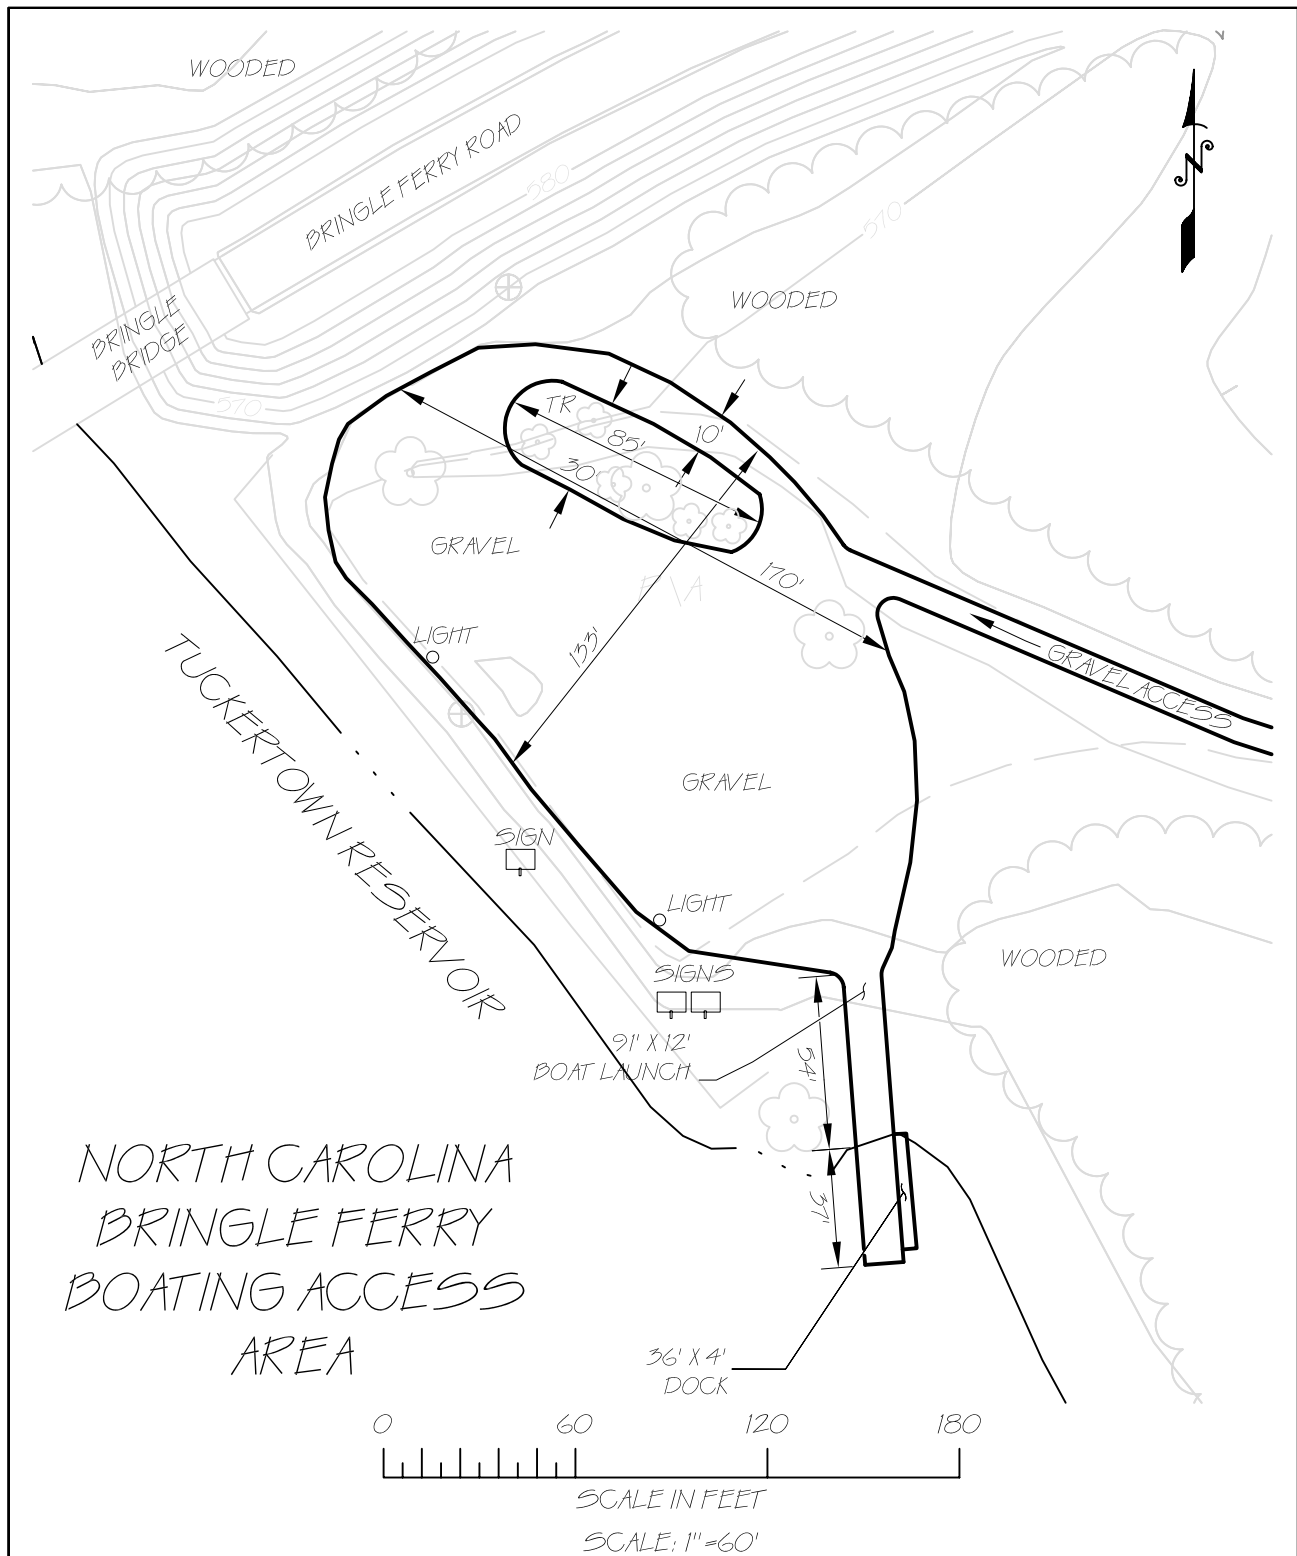 WOODED
BRINGLE FERRY ROAD
580
570
N
WOODED
BRINGLE
BRIDGE
570
TR
10'
85'
30'
GRAVEL
170'
133'
LIGHT
GRAVEL ACCESS
TUCKERTOWN RESERVOIR
GRAVEL
SIGN
LIGHT
WOODED
SIGNS
91' X 12'
BOAT LAUNCH
54'
37'
NORTH CAROLINA
BRINGLE FERRY
BOATING ACCESS
AREA
36' X 4'
DOCK
0 60 120 180
SCALE IN FEET
SCALE: 1"=60'